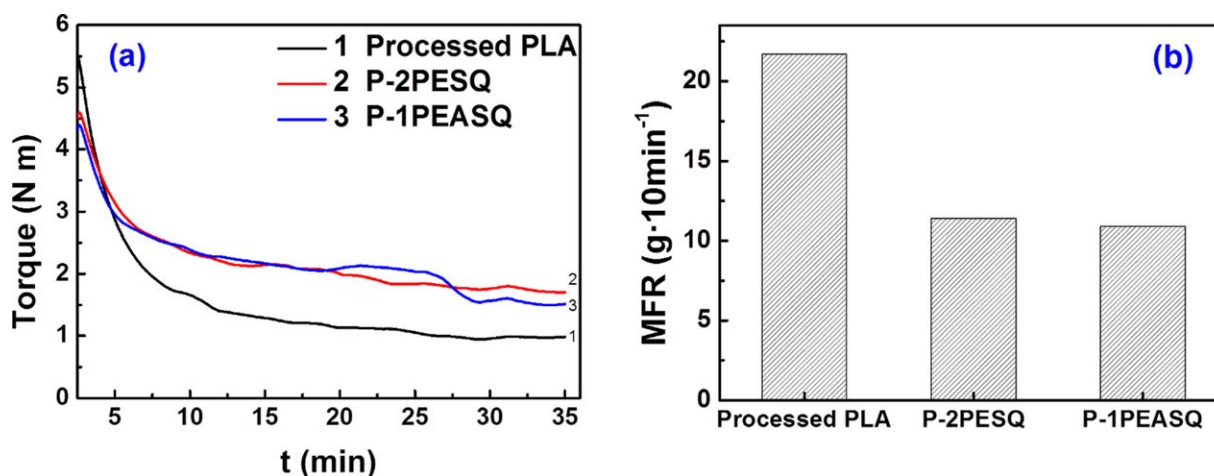 (a)
1 Processed PLA
2 P-2PESQ
3 P-1PEASQ
Torque (N m)
6
5
4
3
2
1
0
2
3
1
5 10 15 20 25 30 35
t (min)
(b)
MFR (g·10min⁻¹)
20
15
10
5
0
Processed PLA P-2PESQ P-1PEASQ